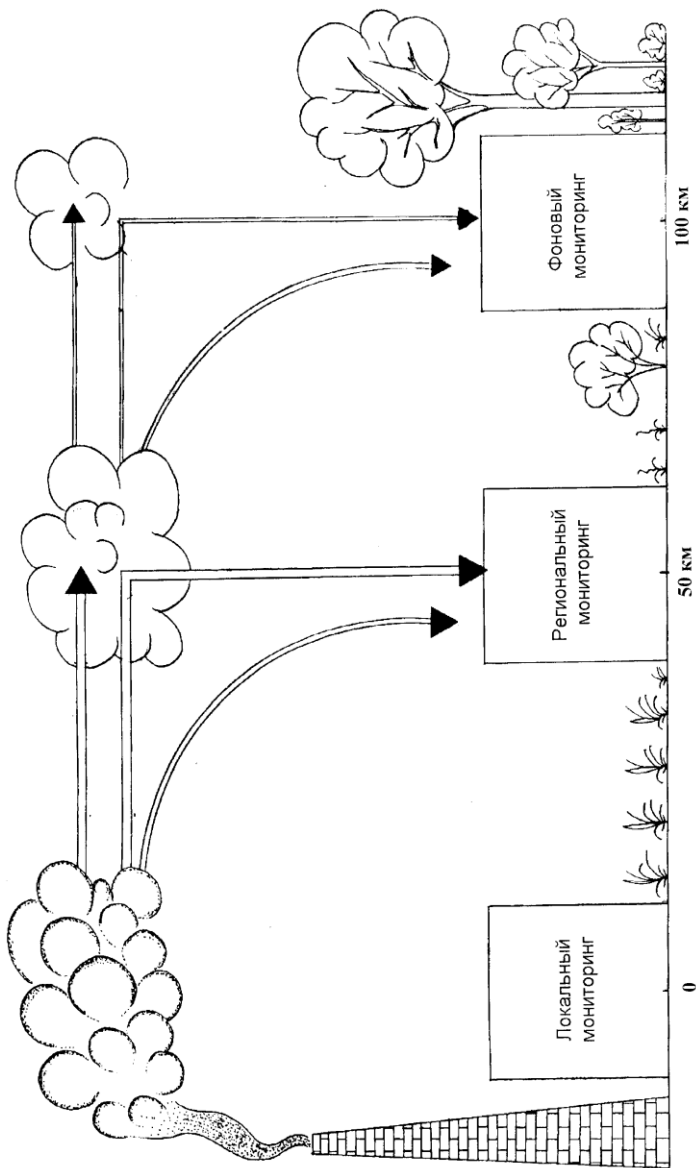 Локальный
мониторинг
Региональный
мониторинг
Фоновый
мониторинг
0
50 км
100 км